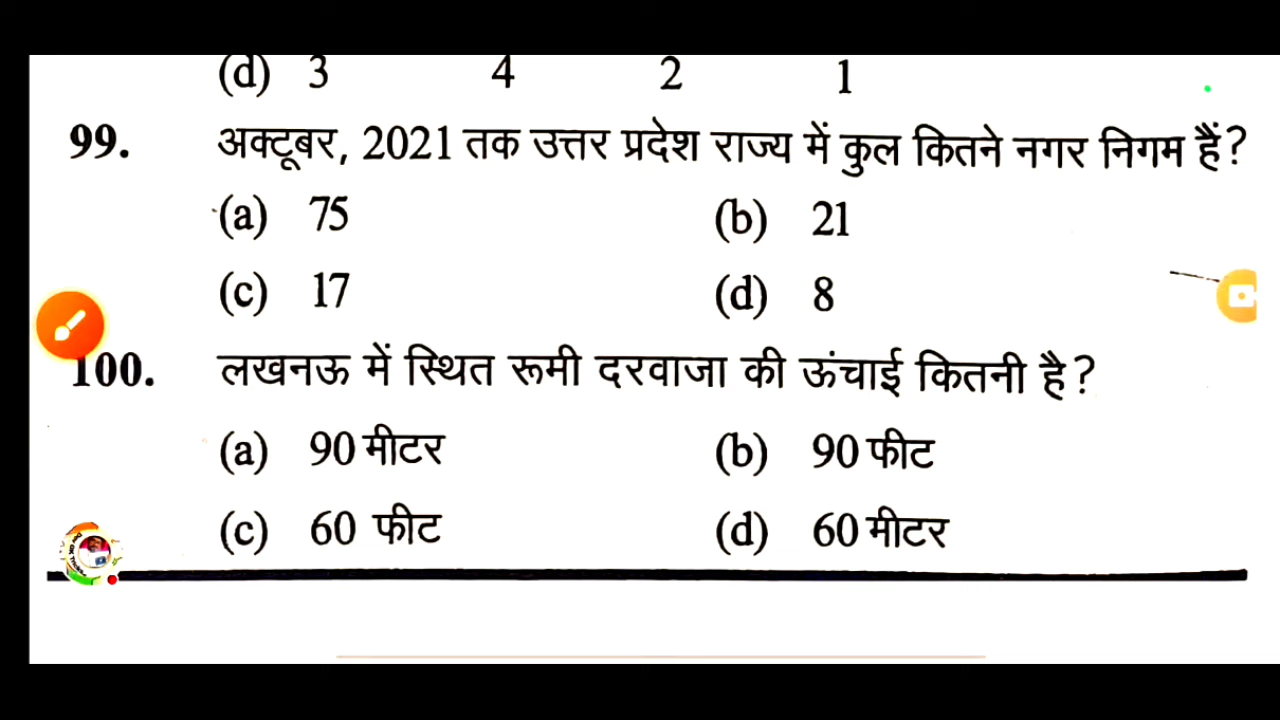 (d) 3 4 2 1
99. अक्टूबर, 2021 तक उत्तर प्रदेश राज्य में कुल कितने नगर निगम हैं?
(a) 75 (b) 21
(c) 17 (d) 8
100. लखनऊ में स्थित रूमी दरवाजा की ऊंचाई कितनी है?
(a) 90 मीटर (b) 90 फीट
(c) 60 फीट (d) 60 मीटर